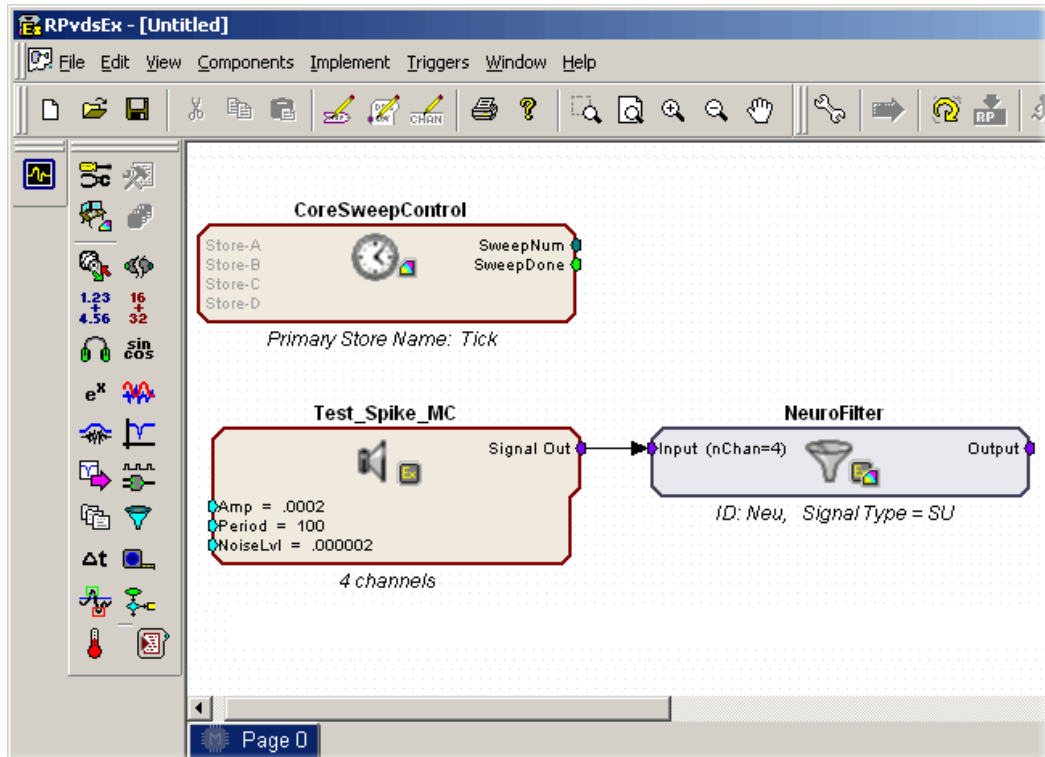 RPvdsEx - [Untitled]
File Edit View Components Implement Triggers Window Help
CHAN
RP
CoreSweepControl
Store-A
Store-B
Store-C
Store-D
SweepNum
SweepDone
Primary Store Name: Tick
1.23
+
4.56
16
+
32
sin
cos
e^x
Δt
Test_Spike_MC
Signal Out
Amp = .0002
Period = 100
NoiseLvl = .000002
4 channels
NeuroFilter
Input (nChan=4)
Output
ID: Neu, Signal Type = SU
Page 0